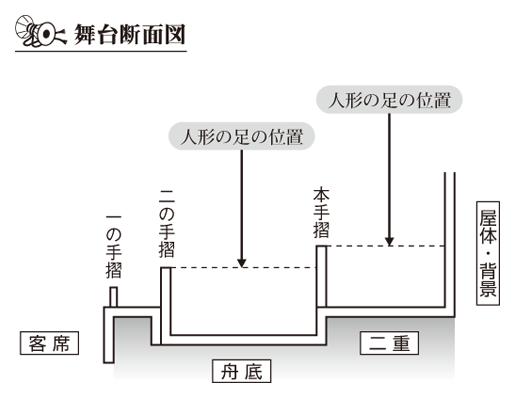 舞台断面図
人形の足の位置
人形の足の位置
一の手摺
二の手摺
本手摺
屋体・背景
客席
舟底
二重